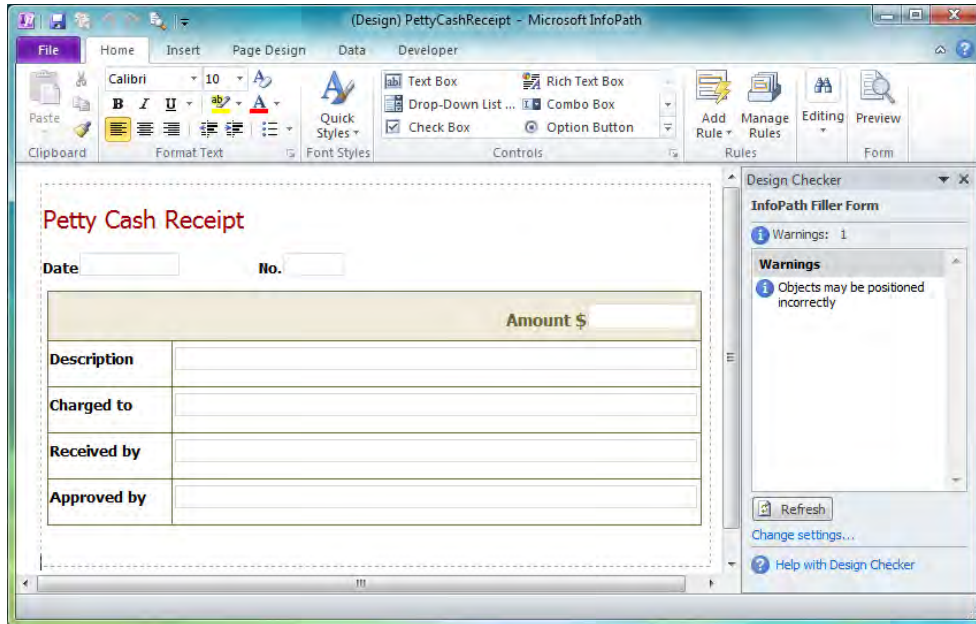 (Design) PettyCashReceipt - Microsoft InfoPath
File Home Insert Page Design Data Developer
Paste
Clipboard
Calibri 10
B I U
Format Text
Quick Styles
Font Styles
Text Box Rich Text Box
Drop-Down List ... Combo Box
Check Box Option Button
Controls
Add Rule Manage Rules
Rules
Editing
Preview
Form
Petty Cash Receipt
Date No.
Amount $
Description
Charged to
Received by
Approved by
Design Checker
InfoPath Filler Form
Warnings: 1
Warnings
Objects may be positioned
incorrectly
Refresh
Change settings...
Help with Design Checker